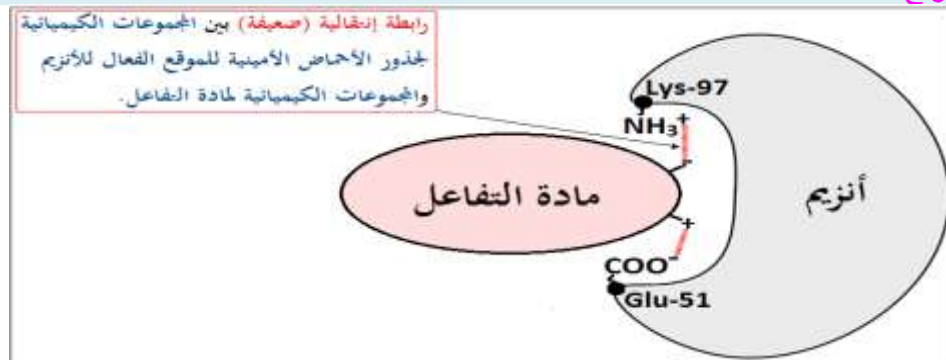 رابطة إنتقالية (ضعيفة) بين المجموعات الكيميائية
لجذور الأحماض الأمينية للموقع الفعال للأنزيم
والمجموعات الكيميائية لمادة التفاعل.
Lys-97
NH₃⁺
-
مادة التفاعل
أنزيم
+
COO⁻
Glu-51